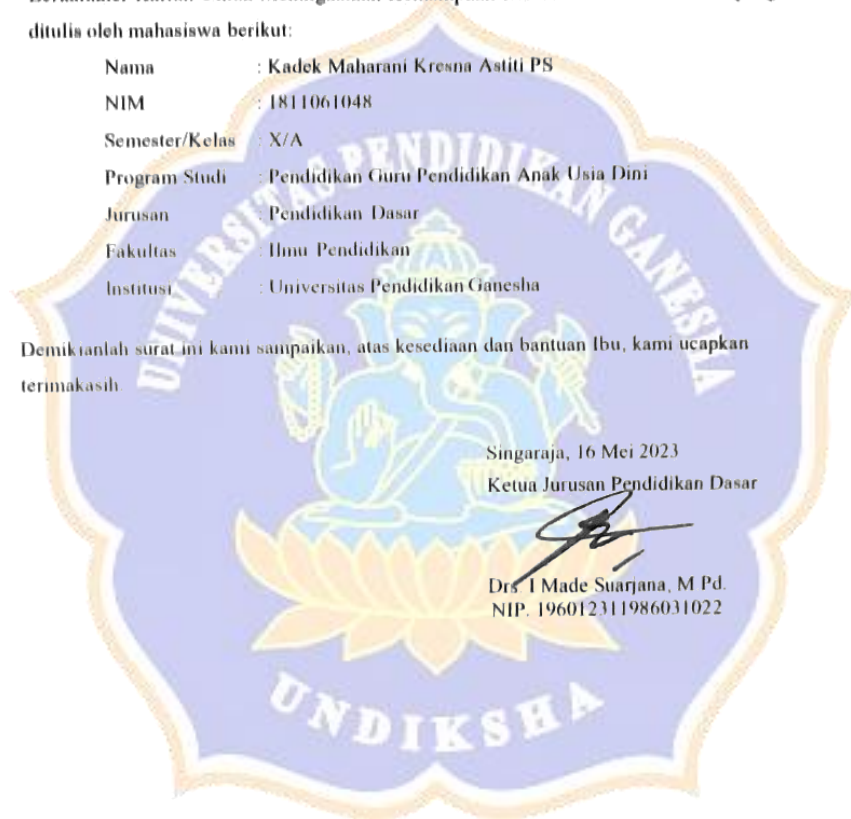 ditulis oleh mahasiswa berikut:
Nama : Kadek Maharani Kresna Astiti PS
NIM : 1811061048
Semester/Kelas : X/A
Program Studi : Pendidikan Guru Pendidikan Anak Usia Dini
Jurusan : Pendidikan Dasar
Fakultas : Ilmu Pendidikan
Institusi : Universitas Pendidikan Ganesha
Demikianlah surat ini kami sampaikan, atas kesediaan dan bantuan Ibu, kami ucapkan
terimakasih.
Singaraja, 16 Mei 2023
Ketua Jurusan Pendidikan Dasar
Drs. I Made Suarjana, M Pd.
NIP. 196012311986031022
UNIVERSITAS PENDIDIKAN GANESHA
UNDIKSHA